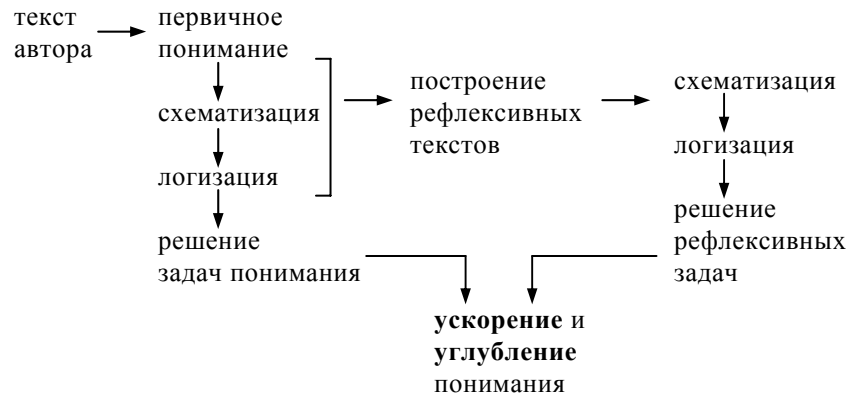 текст
автора
первичное
понимание
схематизация
логизация
решение
задач понимания
построение
рефлексивных
текстов
схематизация
логизация
решение
рефлексивных
задач
ускорение и
углубление
понимания